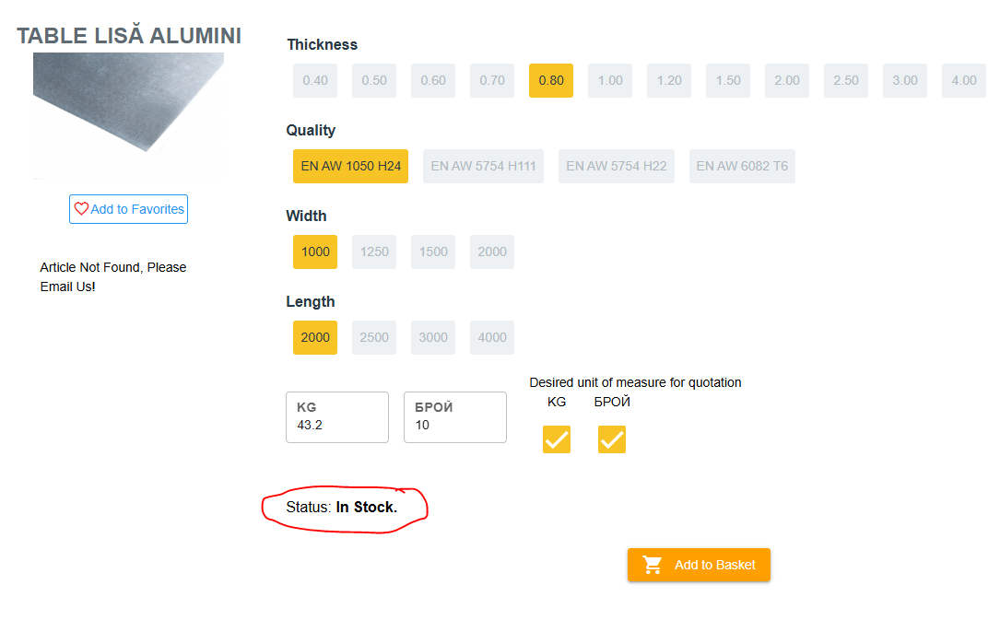 TABLE LISĂ ALUMINI
Add to Favorites
Article Not Found, Please
Email Us!
Thickness
0.40 0.50 0.60 0.70 0.80 1.00 1.20 1.50 2.00 2.50 3.00 4.00
Quality
EN AW 1050 H24 EN AW 5754 H111 EN AW 5754 H22 EN AW 6082 T6
Width
1000 1250 1500 2000
Length
2000 2500 3000 4000
Desired unit of measure for quotation
KG БРОЙ
KG БРОЙ
43.2 10
Status: In Stock.
Add to Basket